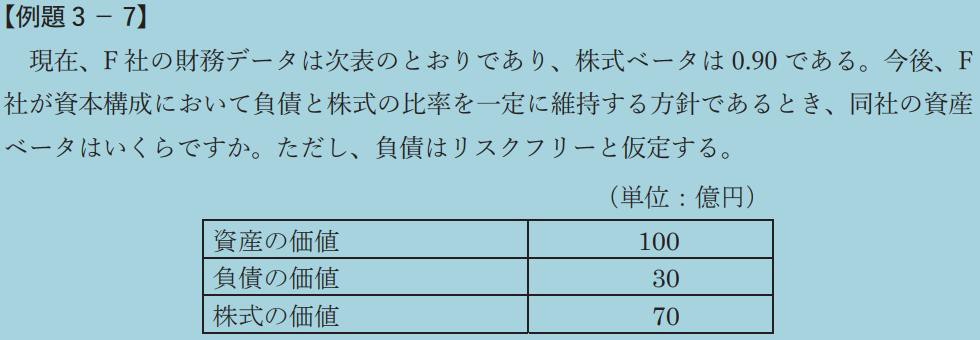 【例題３－７】
現在、F社の財務データは次表のとおりであり、株式ベータは0.90である。今後、F
社が資本構成において負債と株式の比率を一定に維持する方針であるとき、同社の資産
ベータはいくらですか。ただし、負債はリスクフリーと仮定する。
（単位：億円）
資産の価値 100
負債の価値 30
株式の価値 70